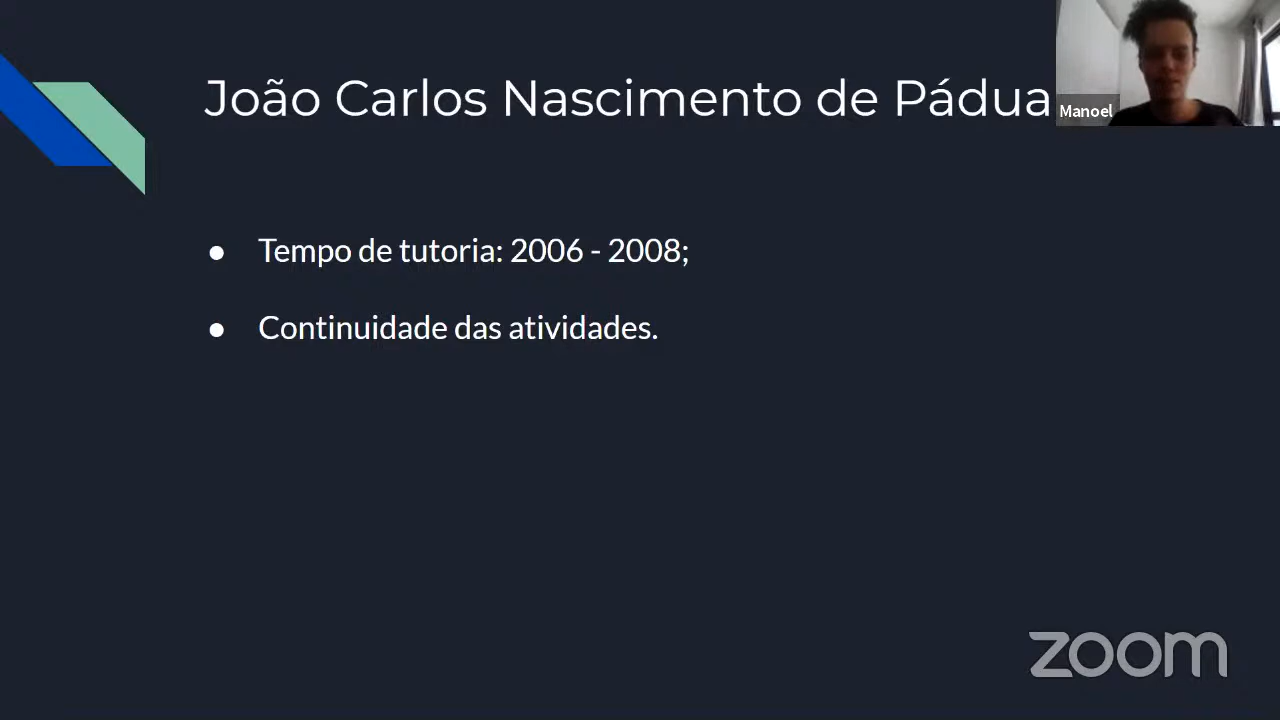 João Carlos Nascimento de Pádua
Manoel
● Tempo de tutoria: 2006 - 2008;
● Continuidade das atividades.
zoom